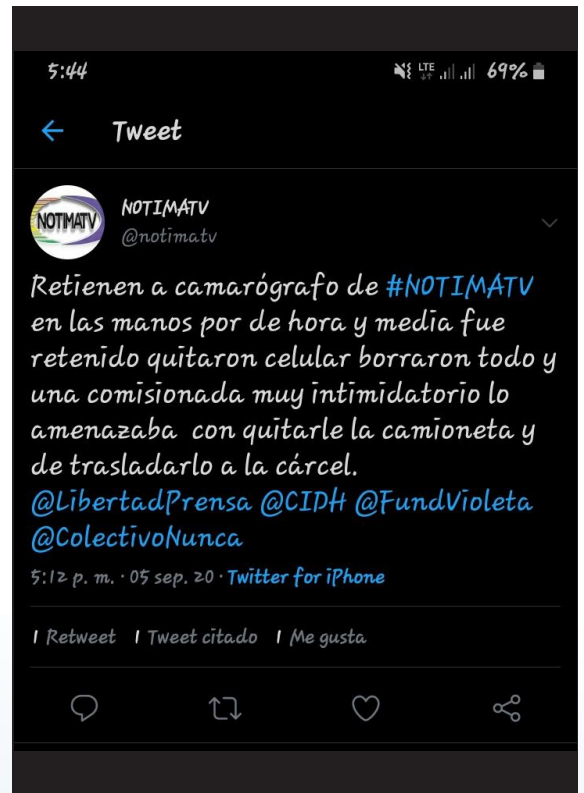 5:44
LTE 69%
Tweet
NOTIMATV
NOTIMATV
@notimatv
Retienen a camarógrafo de #NOTIMATV
en las manos por de hora y media fue
retenido quitaron celular borraron todo y
una comisionada muy intimidatorio lo
amenazaba con quitarle la camioneta y
de trasladarlo a la cárcel.
@LibertadPrensa @CIDH @FundVioleta
@ColectivoNunca
5:12 p. m. · 05 sep. 20 · Twitter for iPhone
1 Retweet 1 Tweet citado 1 Me gusta